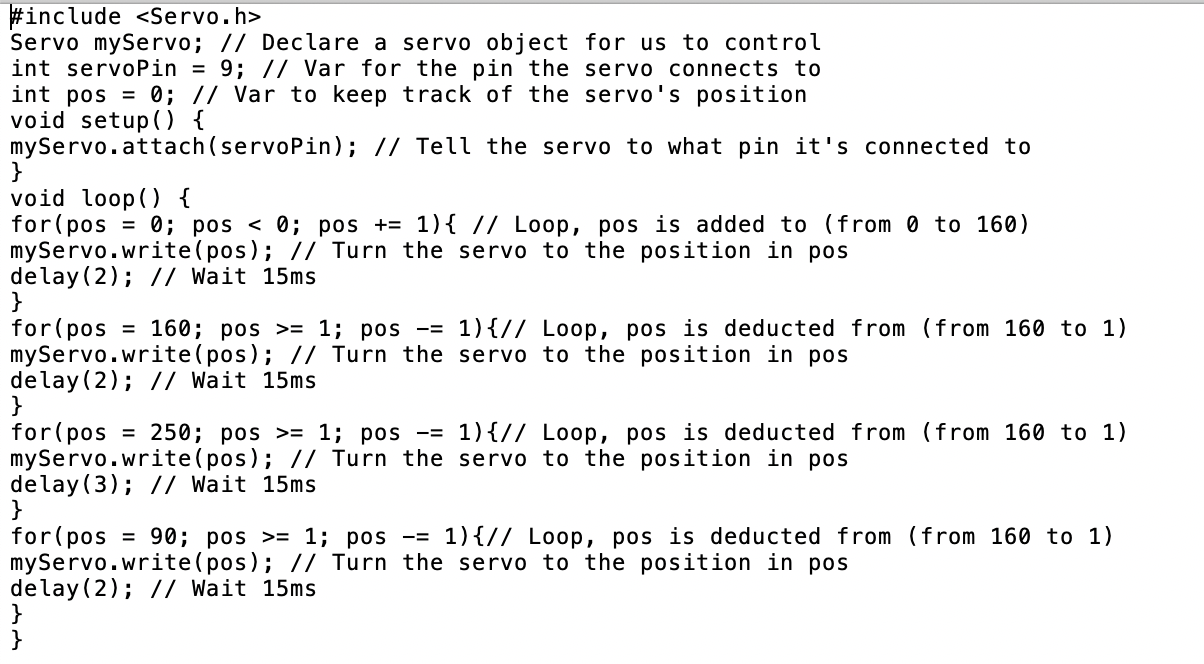 #include <Servo.h>
Servo myServo; // Declare a servo object for us to control
int servoPin = 9; // Var for the pin the servo connects to
int pos = 0; // Var to keep track of the servo's position
void setup() {
myServo.attach(servoPin); // Tell the servo to what pin it's connected to
}
void loop() {
for(pos = 0; pos < 0; pos += 1){ // Loop, pos is added to (from 0 to 160)
myServo.write(pos); // Turn the servo to the position in pos
delay(2); // Wait 15ms
}
for(pos = 160; pos >= 1; pos -= 1){// Loop, pos is deducted from (from 160 to 1)
myServo.write(pos); // Turn the servo to the position in pos
delay(2); // Wait 15ms
}
for(pos = 250; pos >= 1; pos -= 1){// Loop, pos is deducted from (from 160 to 1)
myServo.write(pos); // Turn the servo to the position in pos
delay(3); // Wait 15ms
}
for(pos = 90; pos >= 1; pos -= 1){// Loop, pos is deducted from (from 160 to 1)
myServo.write(pos); // Turn the servo to the position in pos
delay(2); // Wait 15ms
}
}